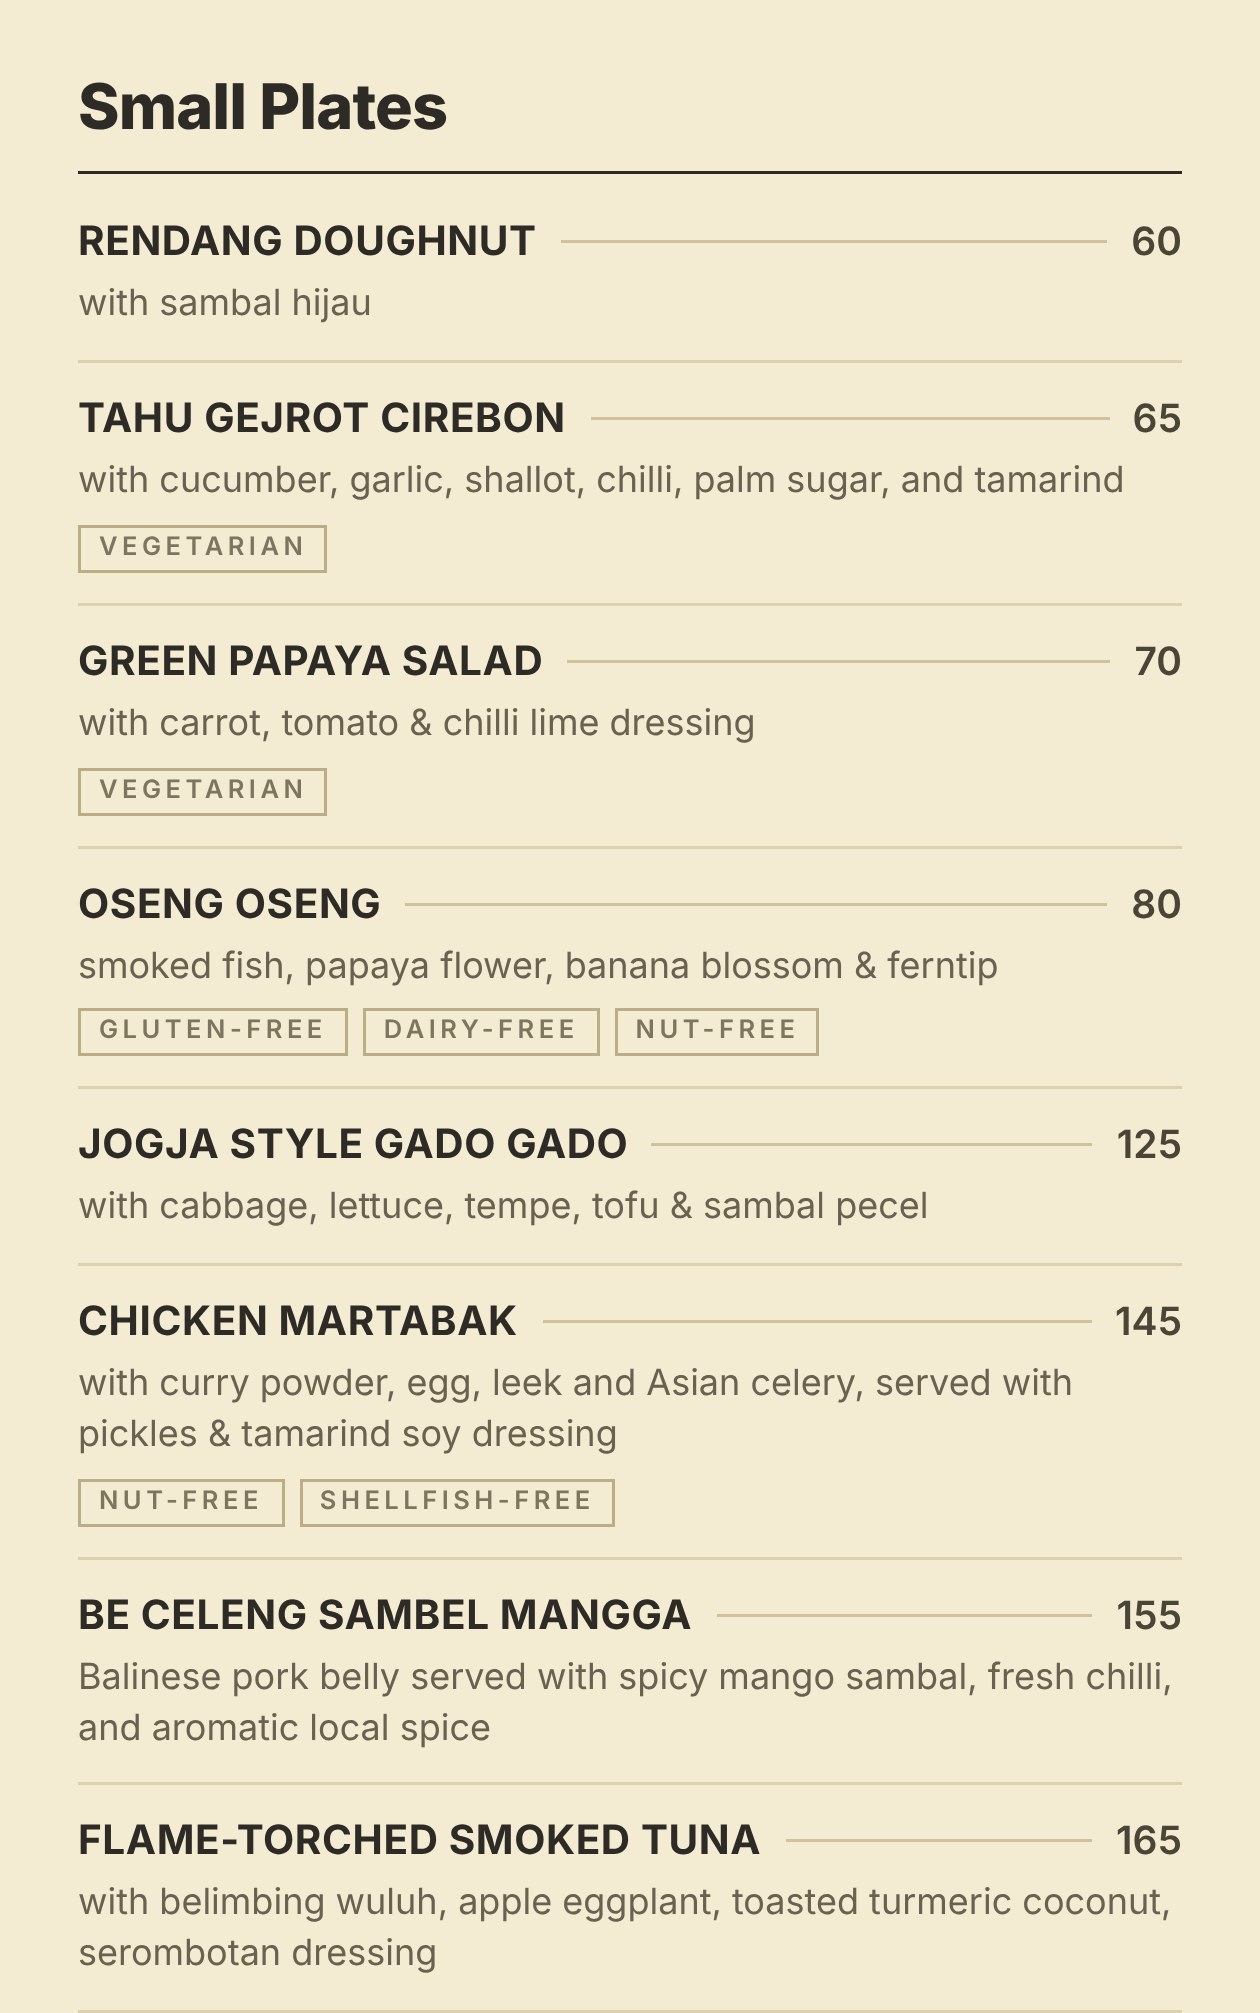 Small Plates
RENDANG DOUGHNUT 60
with sambal hijau
TAHU GEJROT CIREBON 65
with cucumber, garlic, shallot, chilli, palm sugar, and tamarind
VEGETARIAN
GREEN PAPAYA SALAD 70
with carrot, tomato & chilli lime dressing
VEGETARIAN
OSENG OSENG 80
smoked fish, papaya flower, banana blossom & ferntip
GLUTEN-FREE DAIRY-FREE NUT-FREE
JOGJA STYLE GADO GADO 125
with cabbage, lettuce, tempe, tofu & sambal pecel
CHICKEN MARTABAK 145
with curry powder, egg, leek and Asian celery, served with
pickles & tamarind soy dressing
NUT-FREE SHELLFISH-FREE
BE CELENG SAMBEL MANGGA 155
Balinese pork belly served with spicy mango sambal, fresh chilli,
and aromatic local spice
FLAME-TORCHED SMOKED TUNA 165
with belimbing wuluh, apple eggplant, toasted turmeric coconut,
serombotan dressing